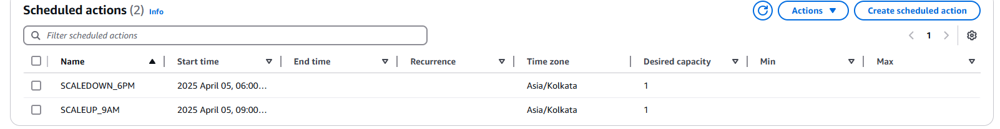 Scheduled actions (2) Info
Actions
Create scheduled action
Filter scheduled actions
1
Name Start time End time Recurrence Time zone Desired capacity Min Max
SCALEDOWN_6PM 2025 April 05, 06:00... Asia/Kolkata 1
SCALEUP_9AM 2025 April 05, 09:00... Asia/Kolkata 1